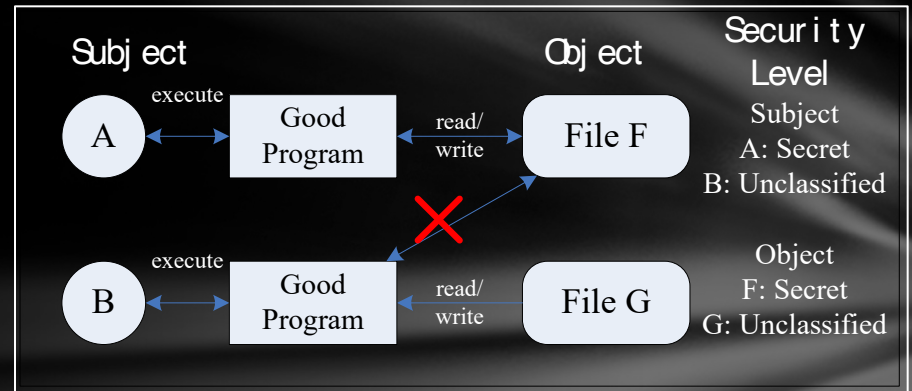 Subject
Object
Security
Level
execute
A
Good
Program
read/
write
File F
Subject
A: Secret
B: Unclassified
execute
B
Good
Program
read/
write
File G
Object
F: Secret
G: Unclassified